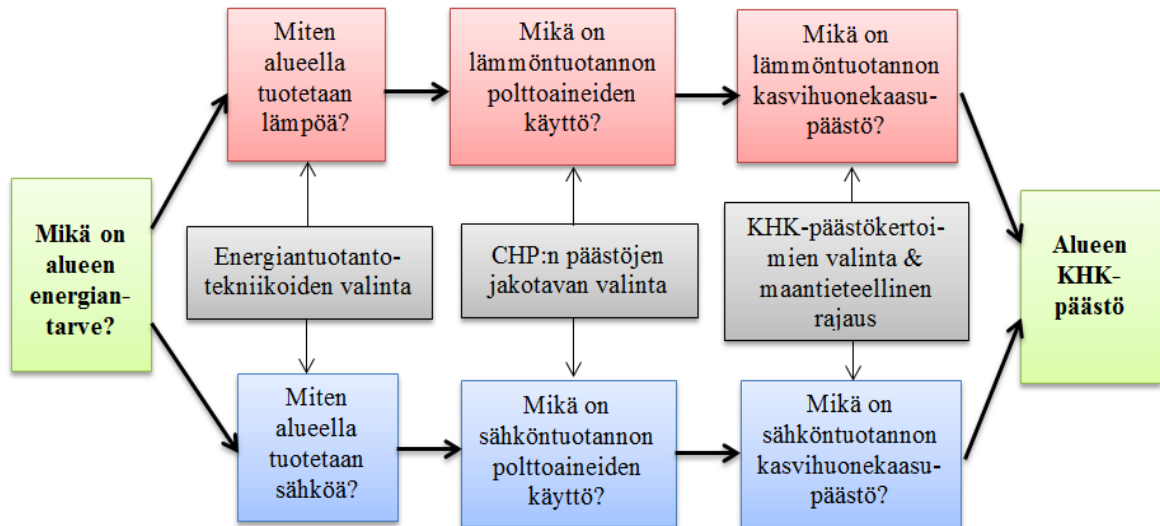 Mikä on
alueen
energian-
tarve?
Miten
alueella
tuotetaan
lämpöä?
Mikä on
lämmöntuotannon
polttoaineiden
käyttö?
Mikä on
lämmöntuotannon
kasvihuonekaasu-
päästö?
Energiantuotanto-
tekniikoiden valinta
CHP:n päästöjen
jakotavan valinta
KHK-päästökertoi-
mien valinta &
maantieteellinen
rajaus
Miten
alueella
tuotetaan
sähköä?
Mikä on
sähköntuotannon
polttoaineiden
käyttö?
Mikä on
sähköntuotannon
kasvihuonekaasu-
päästö?
Alueen
KHK-
päästö